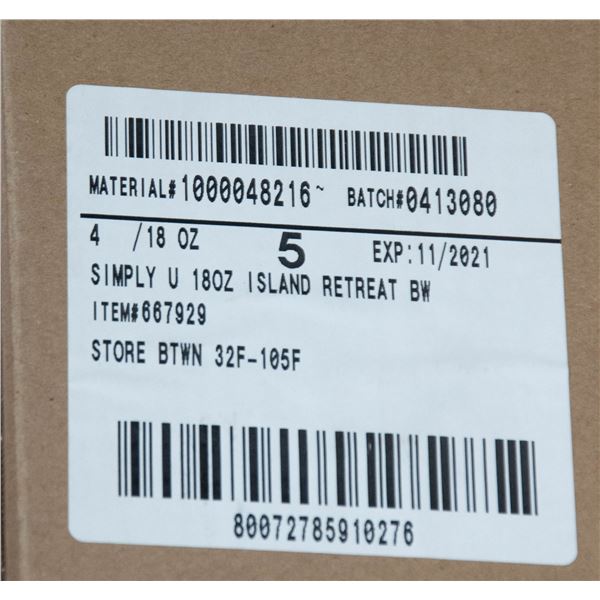 MATERIAL#1000048216~ BATCH#0413080
4 /18 OZ 5 EXP:11/2021
SIMPLY U 18OZ ISLAND RETREAT BW
ITEM#667929
STORE BTWN 32F-105F
80072785910276